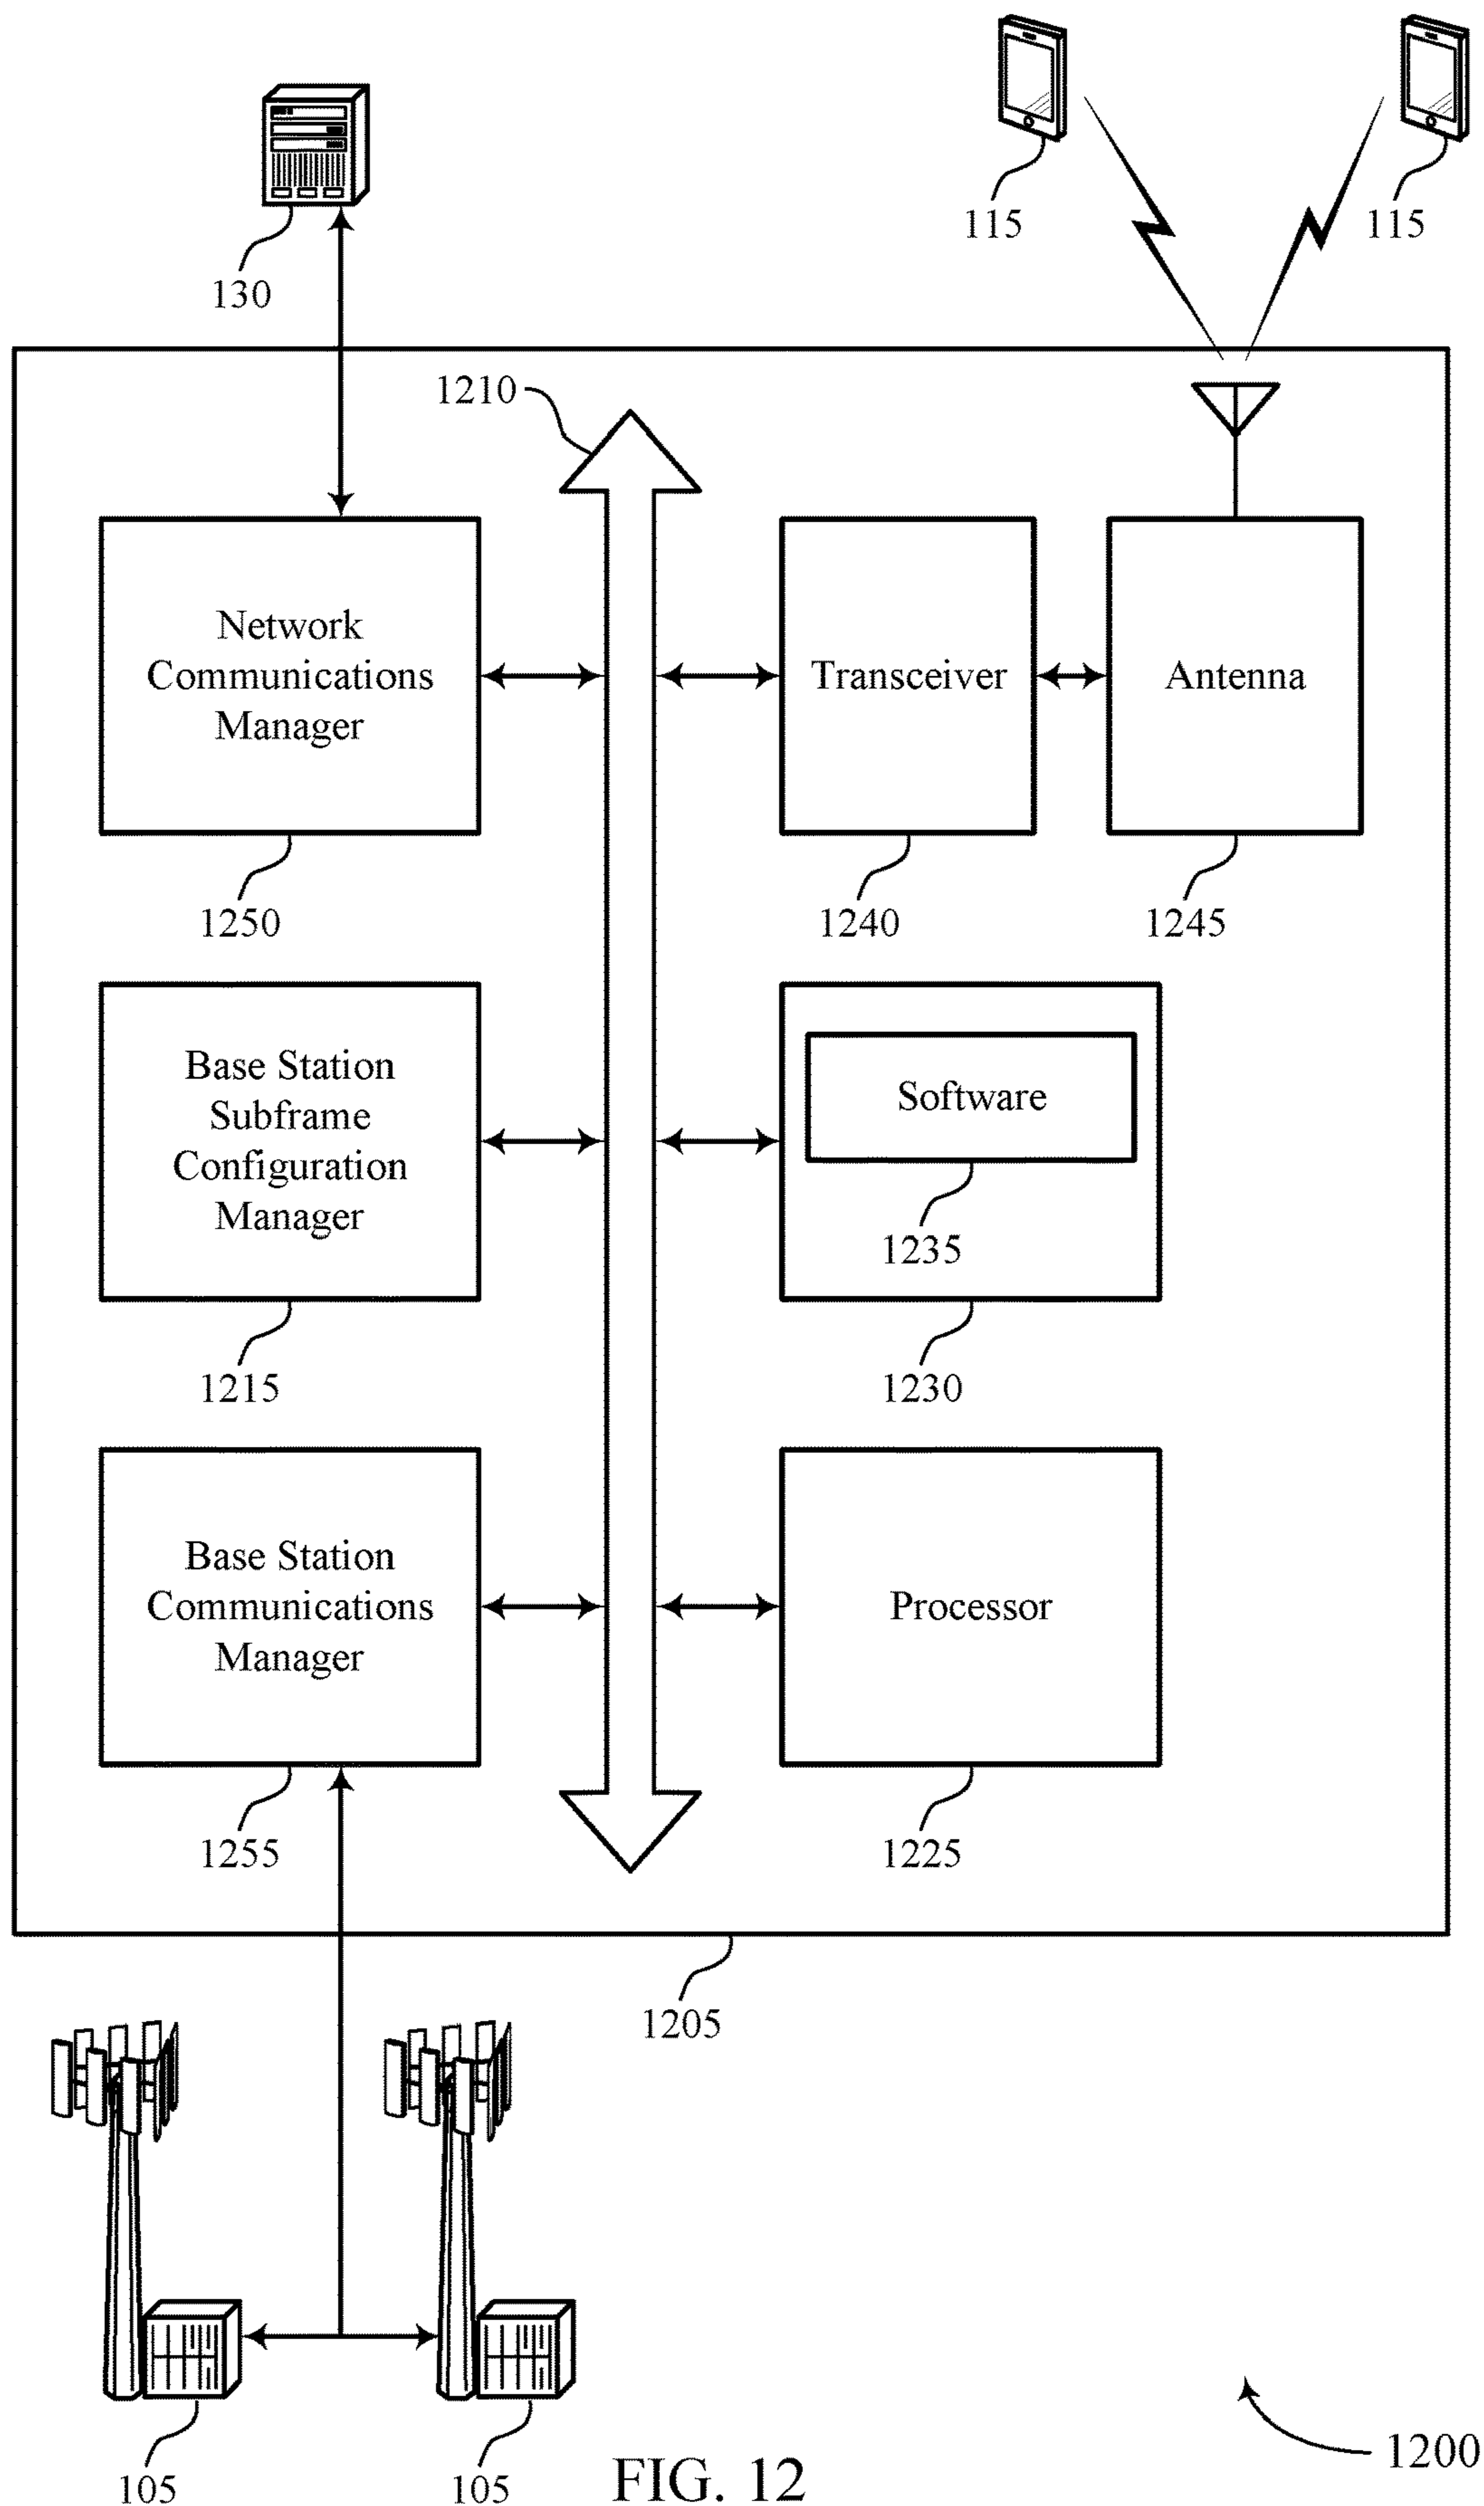 115
115
130
1210
Network
Communications
Manager
Transceiver
Antenna
1250
1240
1245
Base Station
Subframe
Configuration
Manager
Software
1235
1215
1230
Base Station
Communications
Manager
Processor
1255
1225
1205
105
105
FIG. 12
1200